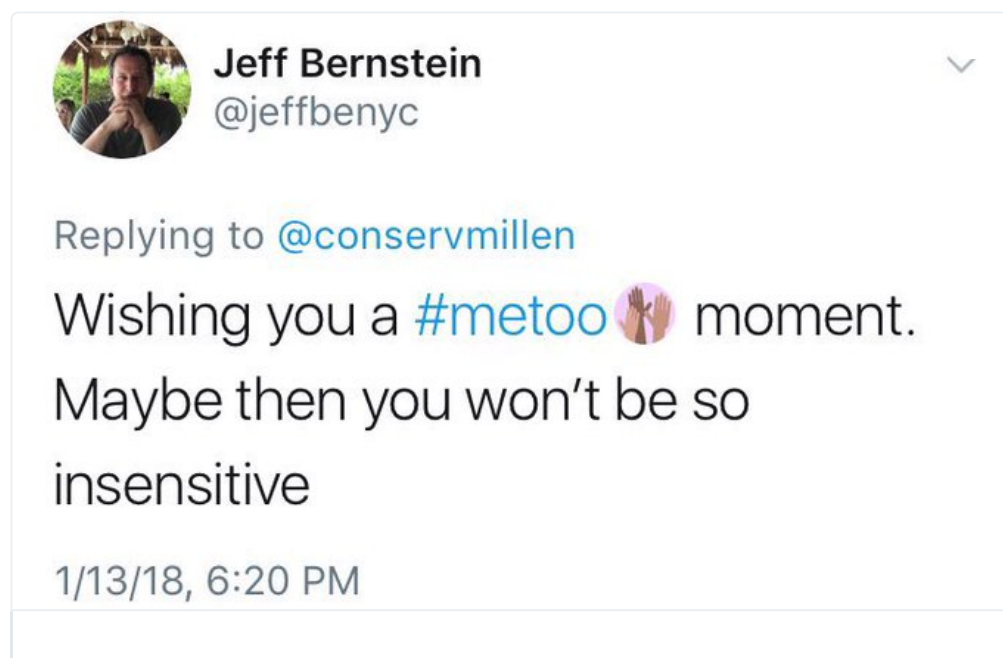 Jeff Bernstein
@jeffbenyc
Replying to @conservmillen
Wishing you a #metoo moment.
Maybe then you won't be so
insensitive
1/13/18, 6:20 PM